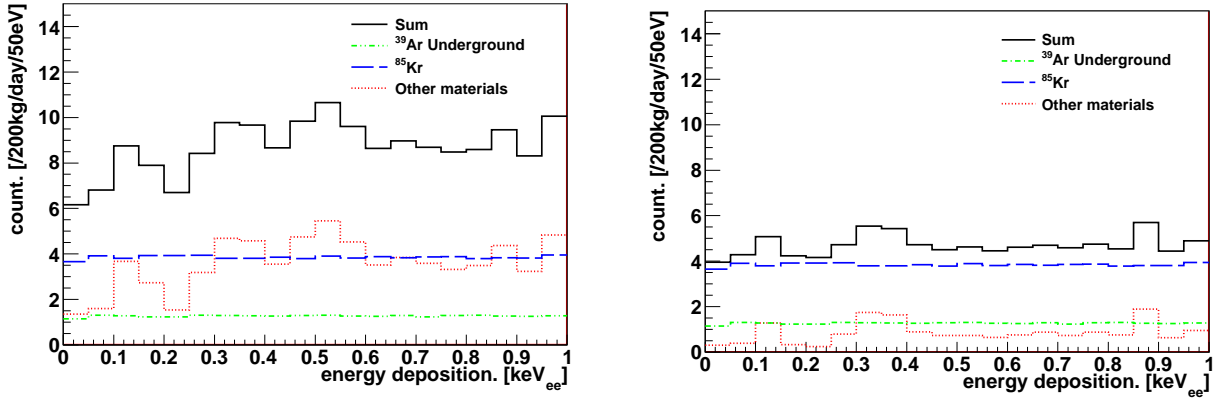 count. [/200kg/day/50eV]
14
12
10
8
6
4
2
0
Sum
³⁹Ar Underground
⁸⁵Kr
Other materials
0 0.1 0.2 0.3 0.4 0.5 0.6 0.7 0.8 0.9 1
energy deposition. [keVₑₑ]
count. [/200kg/day/50eV]
14
12
10
8
6
4
2
0
Sum
³⁹Ar Underground
⁸⁵Kr
Other materials
0 0.1 0.2 0.3 0.4 0.5 0.6 0.7 0.8 0.9 1
energy deposition. [keVₑₑ]